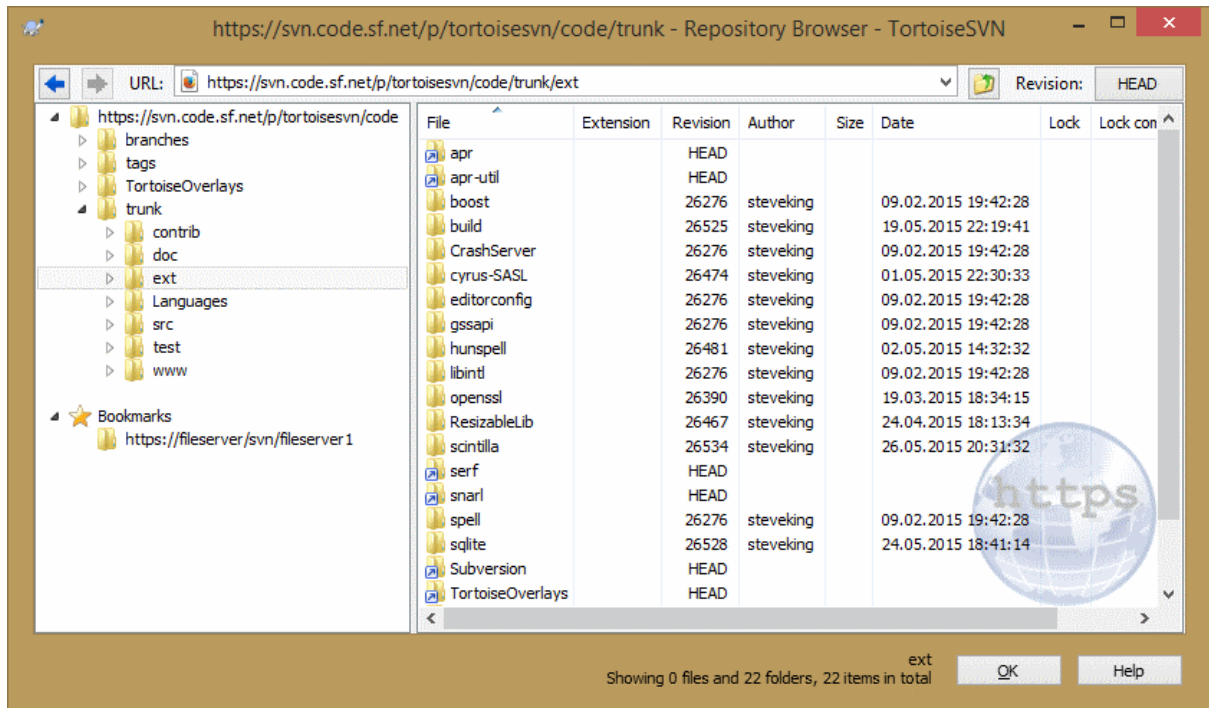 https://svn.code.sf.net/p/tortoisesvn/code/trunk - Repository Browser - TortoiseSVN
URL: https://svn.code.sf.net/p/tortoisesvn/code/trunk/ext Revision: HEAD
https://svn.code.sf.net/p/tortoisesvn/code
branches
tags
TortoiseOverlays
trunk
contrib
doc
ext
Languages
src
test
www
Bookmarks
https://fileserver/svn/fileserver1
File Extension Revision Author Size Date Lock Lock com
apr HEAD
apr-util HEAD
boost 26276 steveking 09.02.2015 19:42:28
build 26525 steveking 19.05.2015 22:19:41
CrashServer 26276 steveking 09.02.2015 19:42:28
cyrus-SASL 26474 steveking 01.05.2015 22:30:33
editorconfig 26276 steveking 09.02.2015 19:42:28
gssapi 26276 steveking 09.02.2015 19:42:28
hunspell 26481 steveking 02.05.2015 14:32:32
libintl 26276 steveking 09.02.2015 19:42:28
openssl 26390 steveking 19.03.2015 18:34:15
ResizableLib 26467 steveking 24.04.2015 18:13:34
scintilla 26534 steveking 26.05.2015 20:31:32
serf HEAD
snarl HEAD
https
spell 26276 steveking 09.02.2015 19:42:28
sqlite 26528 steveking 24.05.2015 18:41:14
Subversion HEAD
TortoiseOverlays HEAD
ext
Showing 0 files and 22 folders, 22 items in total
OK
Help